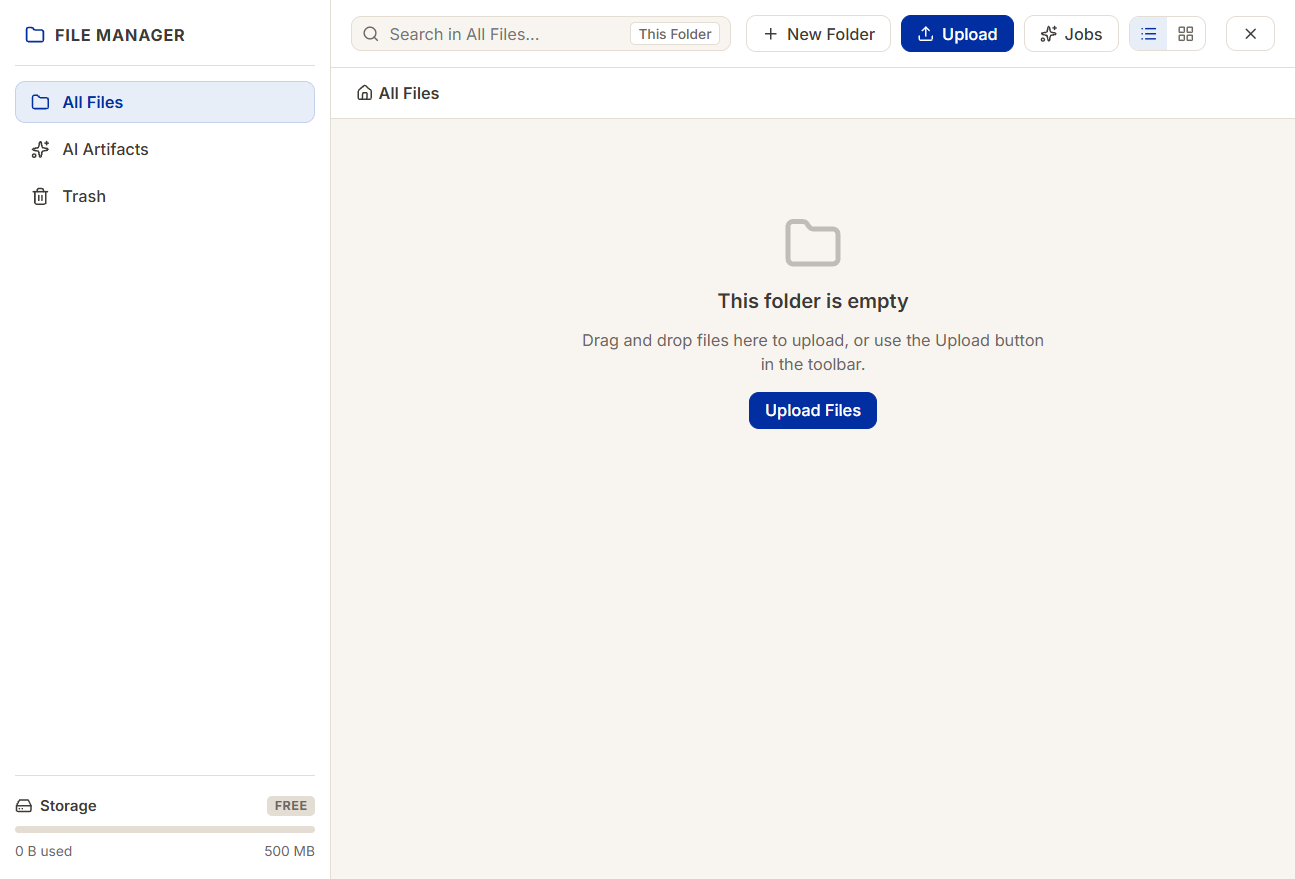 FILE MANAGER
All Files
AI Artifacts
Trash
Storage
FREE
0 B used
500 MB
Search in All Files...
This Folder
New Folder
Upload
Jobs
All Files
This folder is empty
Drag and drop files here to upload, or use the Upload button
in the toolbar.
Upload Files